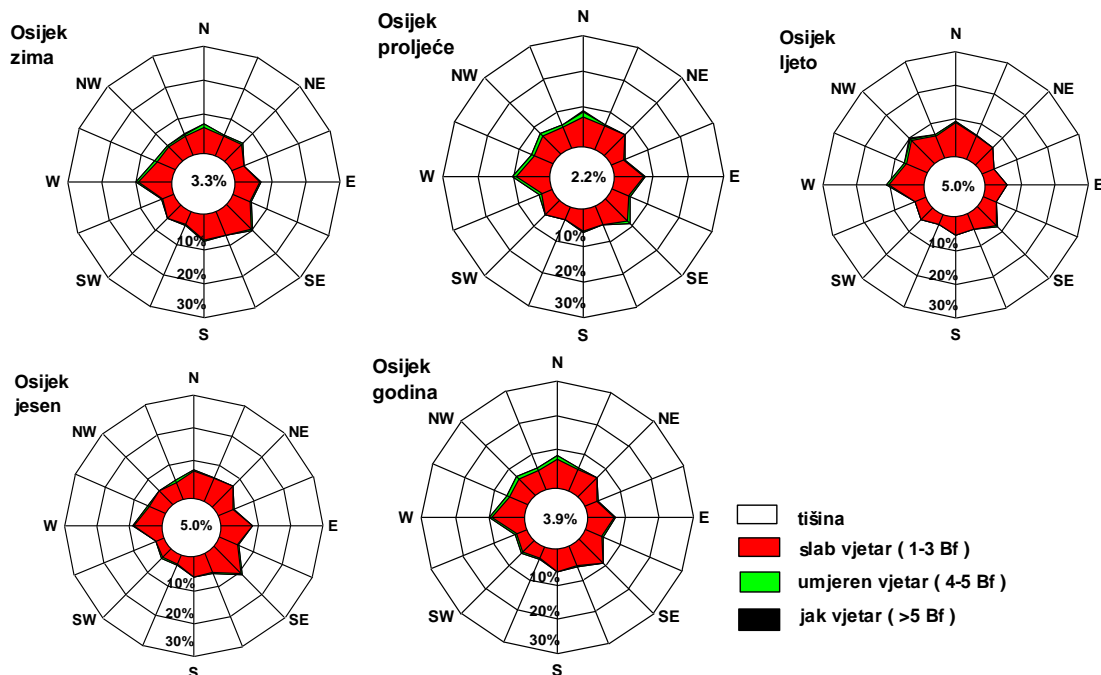 Osijek
zima
N
NE
E
SE
S
SW
W
NW
3.3%
10%
20%
30%
Osijek
proljeće
N
NE
E
SE
S
SW
W
NW
2.2%
10%
20%
30%
Osijek
ljeto
N
NE
E
SE
S
SW
W
NW
5.0%
10%
20%
30%
Osijek
jesen
N
NE
E
SE
S
SW
W
NW
5.0%
10%
20%
30%
Osijek
godina
N
NE
E
SE
S
SW
W
NW
3.9%
10%
20%
30%
tišina
slab vjetar ( 1-3 Bf )
umjeren vjetar ( 4-5 Bf )
jak vjetar ( >5 Bf )